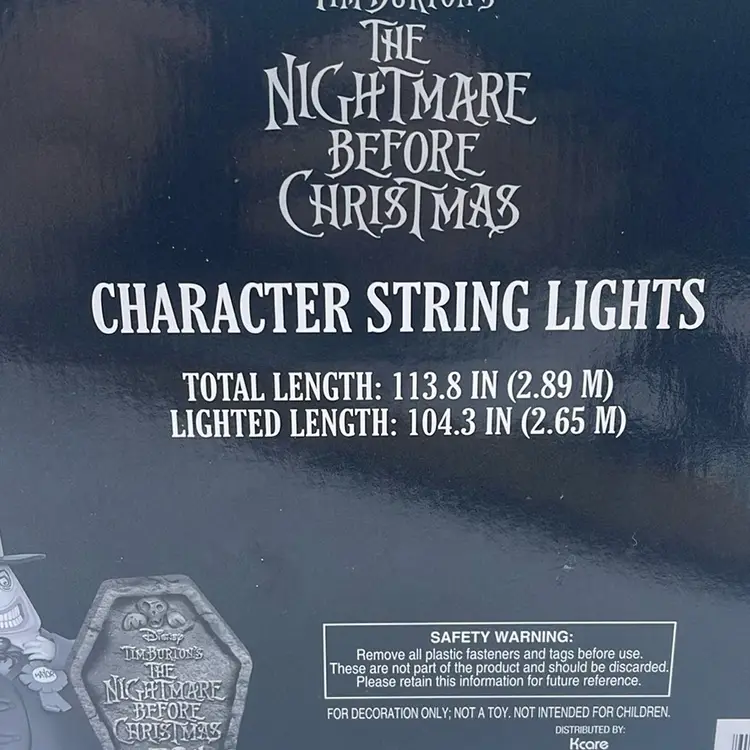 TIM BURTON'S
THE
NIGHTMARE
BEFORE
CHRISTMAS
CHARACTER STRING LIGHTS
TOTAL LENGTH: 113.8 IN (2.89 M)
LIGHTED LENGTH: 104.3 IN (2.65 M)
MAYOR
Disney
TIM BURTON'S
THE
NIGHTMARE
BEFORE
CHRISTMAS
SAFETY WARNING:
Remove all plastic fasteners and tags before use.
These are not part of the product and should be discarded.
Please retain this information for future reference.
FOR DECORATION ONLY; NOT A TOY. NOT INTENDED FOR CHILDREN.
DISTRIBUTED BY:
Kcare